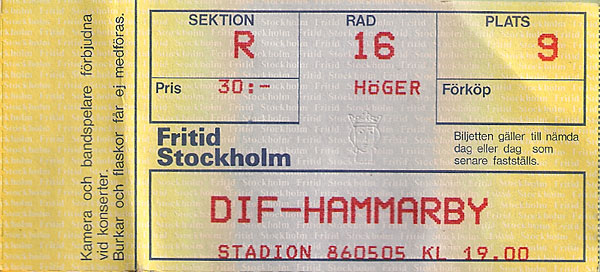 Kamera och bandspelare förbjudna
vid konserter.
Burkar och flaskor får ej medföras.
SEKTION RAD PLATS
R 16 9
Pris 30:- HöGER Förköp
Fritid
Stockholm
Biljetten gäller till nämda
dag eller dag som
senare fastställs.
DIF-HAMMARBY
STADION 860505 KL 19.00